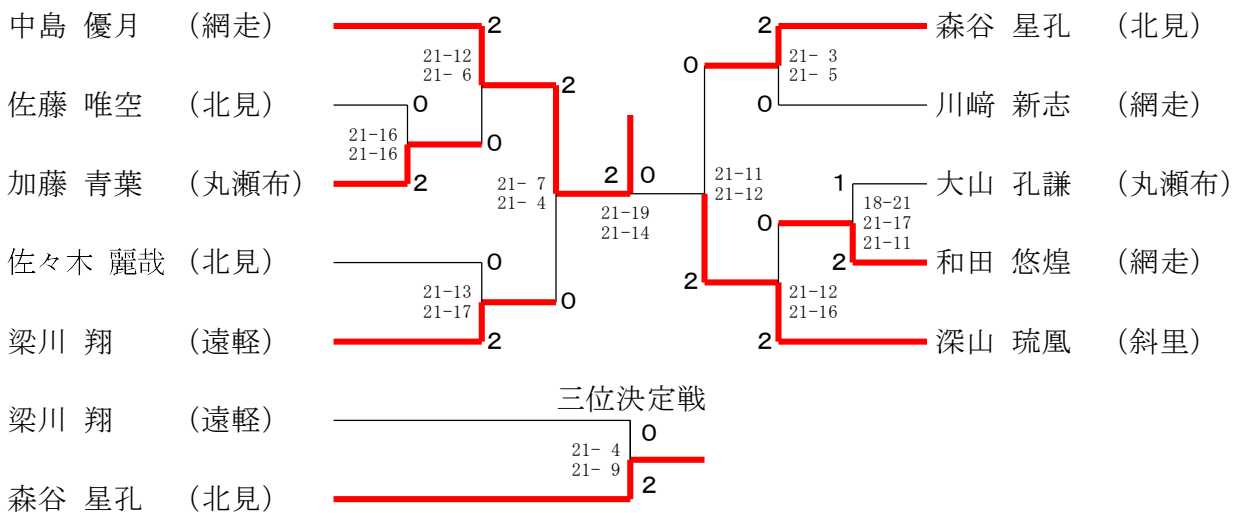 中島 優月 （網走） 2 2 森谷 星孔 （北見）
21-12 0 21- 3
21- 6 2 21- 5
佐藤 唯空 （北見） 0 0 川﨑 新志 （網走）
21-16 0
21-16
加藤 青葉 （丸瀬布） 2 21- 7 2 0 21-11 1 大山 孔謙 （丸瀬布）
21- 4 21-12 18-21
21-19 0 21-17
21-14 21-11
佐々木 麗哉 （北見） 0 2 和田 悠煌 （網走）
21-13 2 21-12
21-17 0 21-16
梁川 翔 （遠軽） 2 2 深山 琉凰 （斜里）
三位決定戦
梁川 翔 （遠軽） 0
21- 4
21- 9
森谷 星孔 （北見） 2